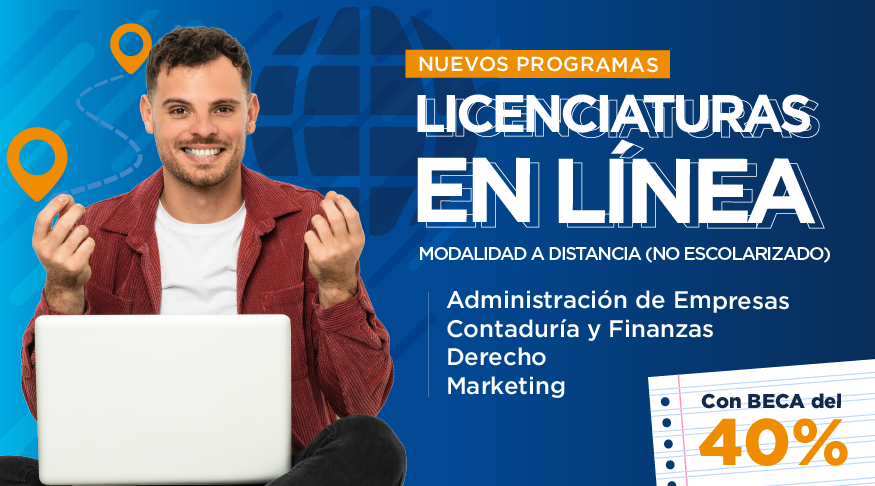 NUEVOS PROGRAMAS
LICENCIATURAS
EN LÍNEA
MODALIDAD A DISTANCIA (NO ESCOLARIZADO)
Administración de Empresas
Contaduría y Finanzas
Derecho
Marketing
Con BECA del
40%